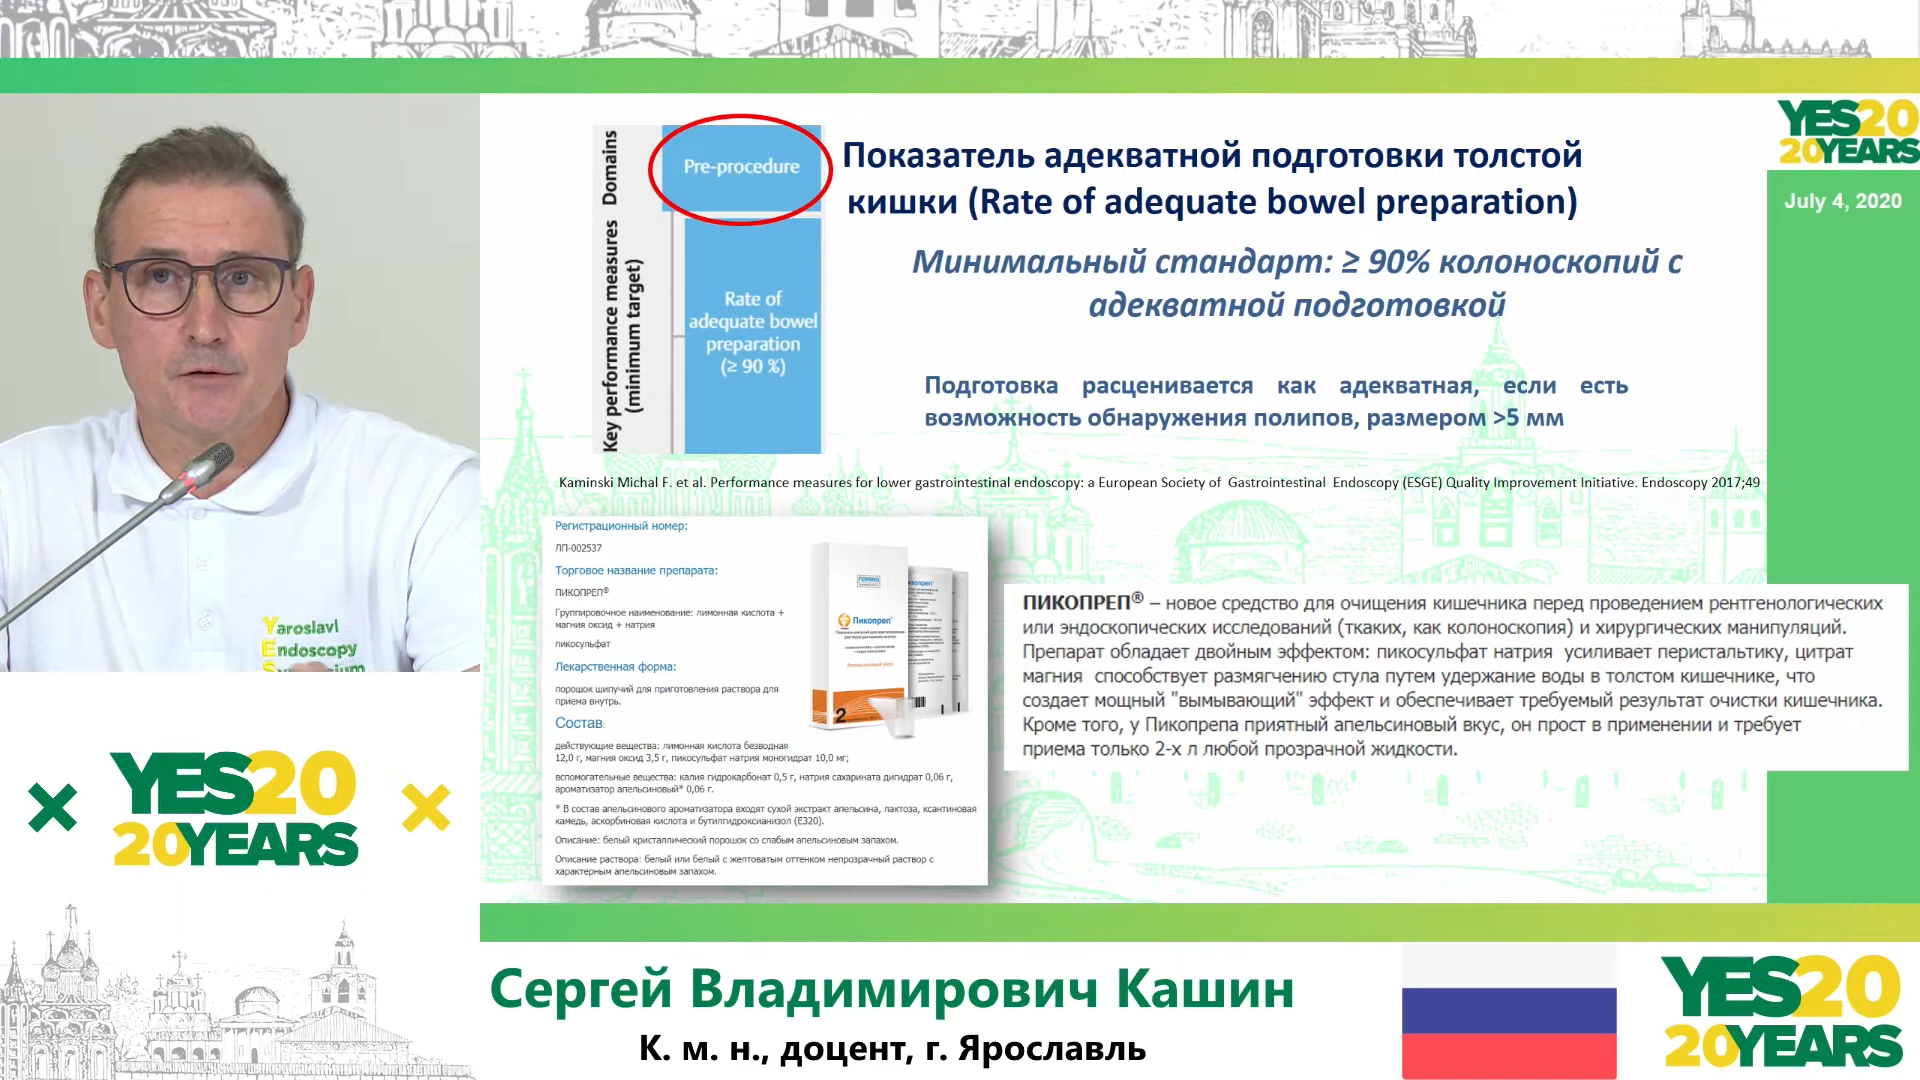 YES20
20YEARS
July 4, 2020
Domains
Pre-procedure
Key performance measures
(minimum target)
Rate of
adequate bowel
preparation
(≥ 90 %)
Показатель адекватной подготовки толстой
кишки (Rate of adequate bowel preparation)
Минимальный стандарт: ≥ 90% колоноскопий с
адекватной подготовкой
Подготовка расценивается как адекватная, если есть
возможность обнаружения полипов, размером >5 мм
Kaminski Michal F. et al. Performance measures for lower gastrointestinal endoscopy: a European Society of Gastrointestinal Endoscopy (ESGE) Quality Improvement Initiative. Endoscopy 2017;49
Регистрационный номер:
ЛП-002537
Торговое название препарата:
ПИКОПРЕП®
Группировочное наименование: лимонная кислота +
магния оксид + натрия
пикосульфат
Лекарственная форма:
порошок шипучий для приготовления раствора для
приема внутрь.
Состав:
действующие вещества: лимонная кислота безводная
12,0 г, магния оксид 3,5 г, пикосульфат натрия моногидрат 10,0 мг;
вспомогательные вещества: калия гидрокарбонат 0,5 г, натрия сахарината дигидрат 0,06 г,
ароматизатор апельсиновый* 0,06 г.
* В состав апельсинового ароматизатора входят сухой экстракт апельсина, лактоза, ксантиновая
камедь, аскорбиновая кислота и бутилгидроксианизол (E320).
Описание: белый кристаллический порошок со слабым апельсиновым запахом.
Описание раствора: белый или белый с желтоватым оттенком непрозрачный раствор с
характерным апельсиновым запахом.
FERRING
Пикопреп®
2
ПИКОПРЕП® – новое средство для очищения кишечника перед проведением рентгенологических
или эндоскопических исследований (ткаких, как колоноскопия) и хирургических манипуляций.
Препарат обладает двойным эффектом: пикосульфат натрия усиливает перистальтику, цитрат
магния способствует размягчению стула путем удержание воды в толстом кишечнике, что
создает мощный "вымывающий" эффект и обеспечивает требуемый результат очистки кишечника.
Кроме того, у Пикопрепа приятный апельсиновый вкус, он прост в применении и требует
приема только 2-х л любой прозрачной жидкости.
Yaroslavl
Endoscopy
Symposium
YES20
20YEARS
Сергей Владимирович Кашин
К. м. н., доцент, г. Ярославль
YES20
20YEARS